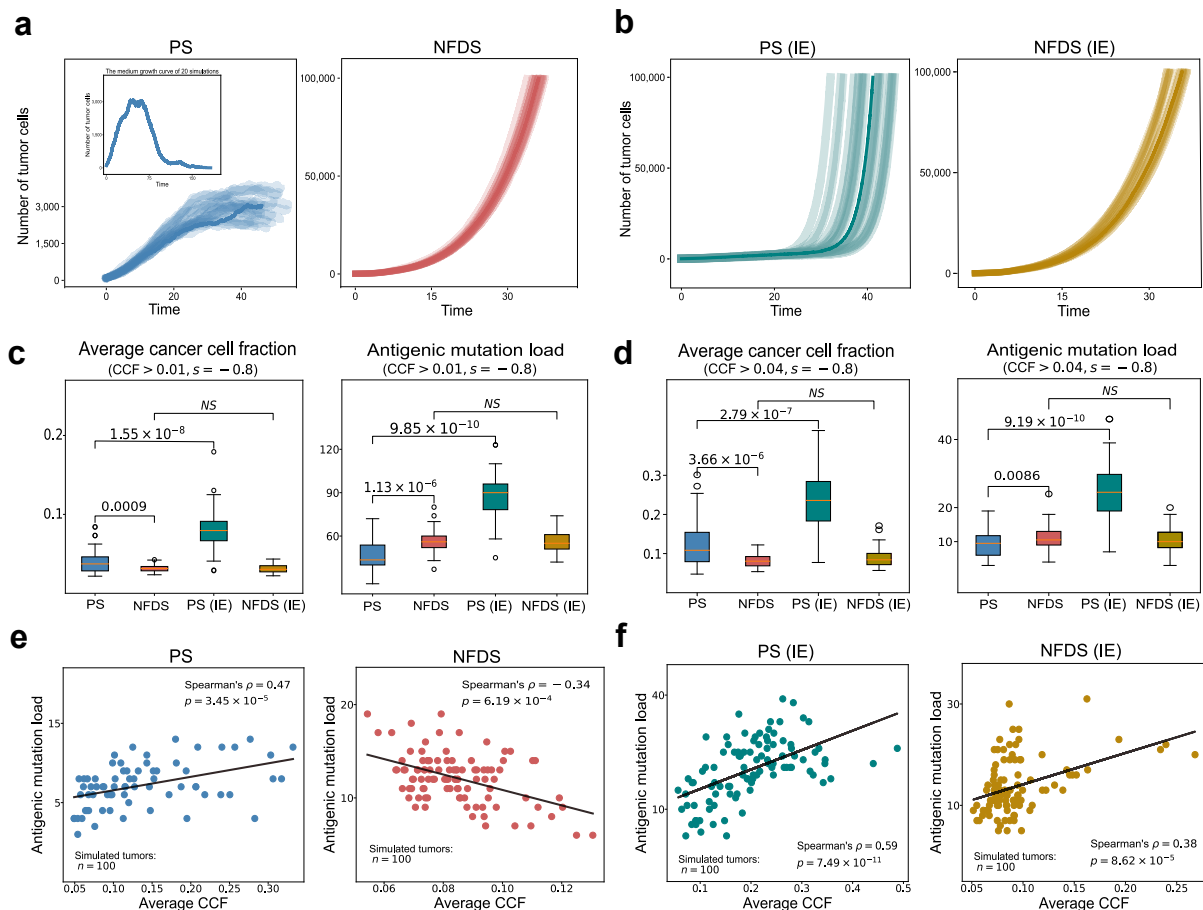 a
PS
The medium growth curve of 20 simulations
Number of tumor cells
3,000
1,500
0
0
75
150
Time
Number of tumor cells
3,000
1,500
0
0
20
40
Time
NFDS
100,000
50,000
0
0
15
30
Time
b
PS (IE)
Number of tumor cells
100,000
50,000
0
0
10
20
30
40
Time
NFDS (IE)
100,000
50,000
0
0
15
30
Time
c
Average cancer cell fraction
(CCF > 0.01, s = − 0.8)
0.2
0.1
NS
1.55 × 10⁻⁸
0.0009
PS
NFDS
PS (IE)
NFDS (IE)
Antigenic mutation load
(CCF > 0.01, s = − 0.8)
120
90
60
NS
9.85 × 10⁻¹⁰
1.13 × 10⁻⁶
PS
NFDS
PS (IE)
NFDS (IE)
d
Average cancer cell fraction
(CCF > 0.04, s = − 0.8)
0.3
0.2
0.1
NS
2.79 × 10⁻⁷
3.66 × 10⁻⁶
PS
NFDS
PS (IE)
NFDS (IE)
Antigenic mutation load
(CCF > 0.04, s = − 0.8)
40
20
10
NS
9.19 × 10⁻¹⁰
0.0086
PS
NFDS
PS (IE)
NFDS (IE)
e
PS
Spearman's ρ = 0.47
p = 3.45 × 10⁻⁵
Antigenic mutation load
15
5
Simulated tumors:
n = 100
0.05 0.10 0.15 0.20 0.25 0.30
Average CCF
NFDS
Spearman's ρ = − 0.34
p = 6.19 × 10⁻⁴
Antigenic mutation load
20
10
Simulated tumors:
n = 100
0.06 0.08 0.10 0.12
Average CCF
f
PS (IE)
Antigenic mutation load
40
10
Spearman's ρ = 0.59
p = 7.49 × 10⁻¹¹
Simulated tumors:
n = 100
0.1 0.2 0.3 0.4 0.5
Average CCF
NFDS (IE)
Antigenic mutation load
30
10
Spearman's ρ = 0.38
p = 8.62 × 10⁻⁵
Simulated tumors:
n = 100
0.05 0.10 0.15 0.20 0.25
Average CCF